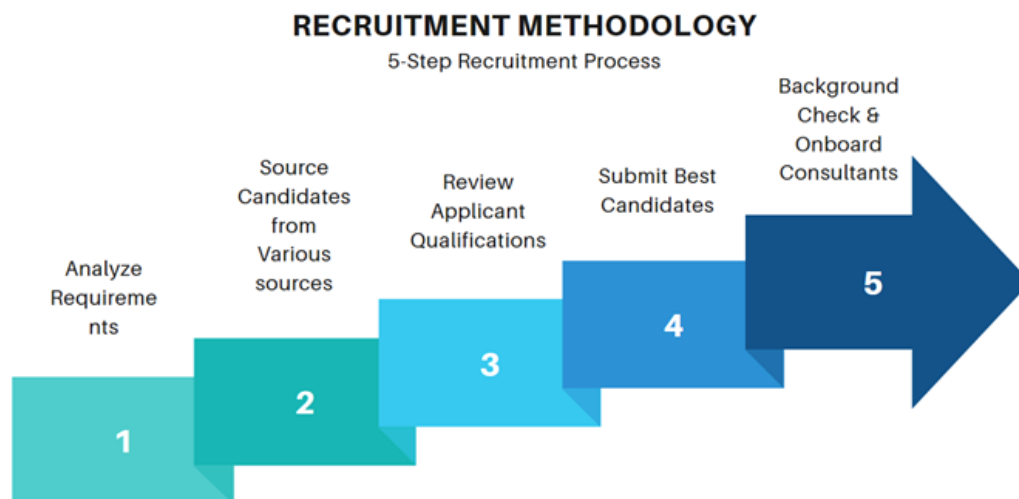 RECRUITMENT METHODOLOGY
5-Step Recruitment Process
Analyze
Requireme
nts
1
Source
Candidates
from
Various
sources
2
Review
Applicant
Qualifications
3
Submit Best
Candidates
4
Background
Check &
Onboard
Consultants
5